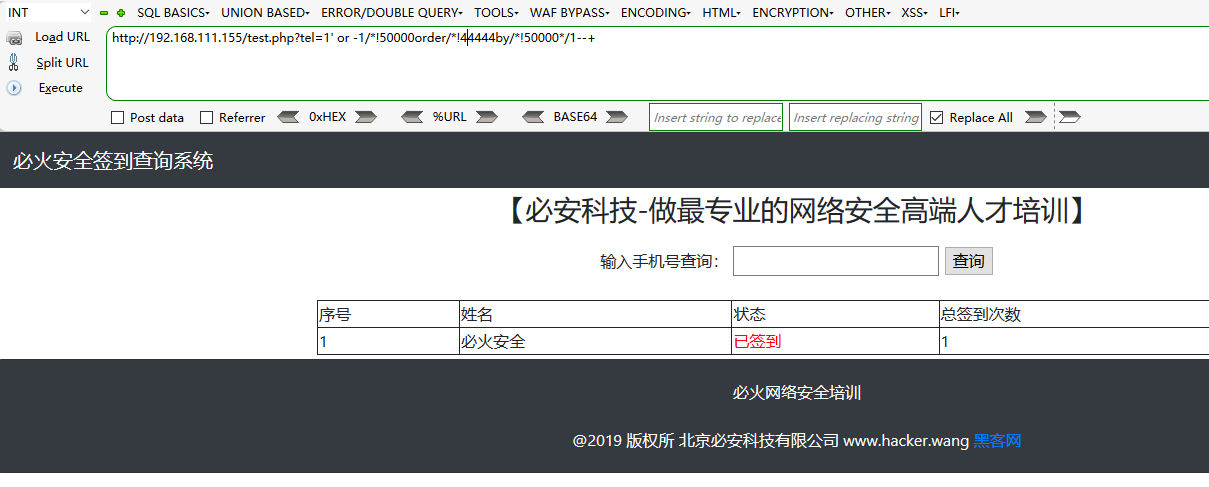 INT SQL BASICS UNION BASED ERROR/DOUBLE QUERY TOOLS WAF BYPASS ENCODING HTML ENCRYPTION OTHER XSS LFI
Load URL http://192.168.111.155/test.php?tel=1' or -1/*!50000order/*!44444by/*!50000*/1--+
Split URL
Execute
Post data Referrer 0xHEX %URL BASE64 Insert string to replace Insert replacing string Replace All
必火安全签到查询系统
【必安科技-做最专业的网络安全高端人才培训】
输入手机号查询： 查询
序号 姓名 状态 总签到次数
1 必火安全 已签到 1
必火网络安全培训
@2019 版权所 北京必安科技有限公司 www.hacker.wang 黑客网